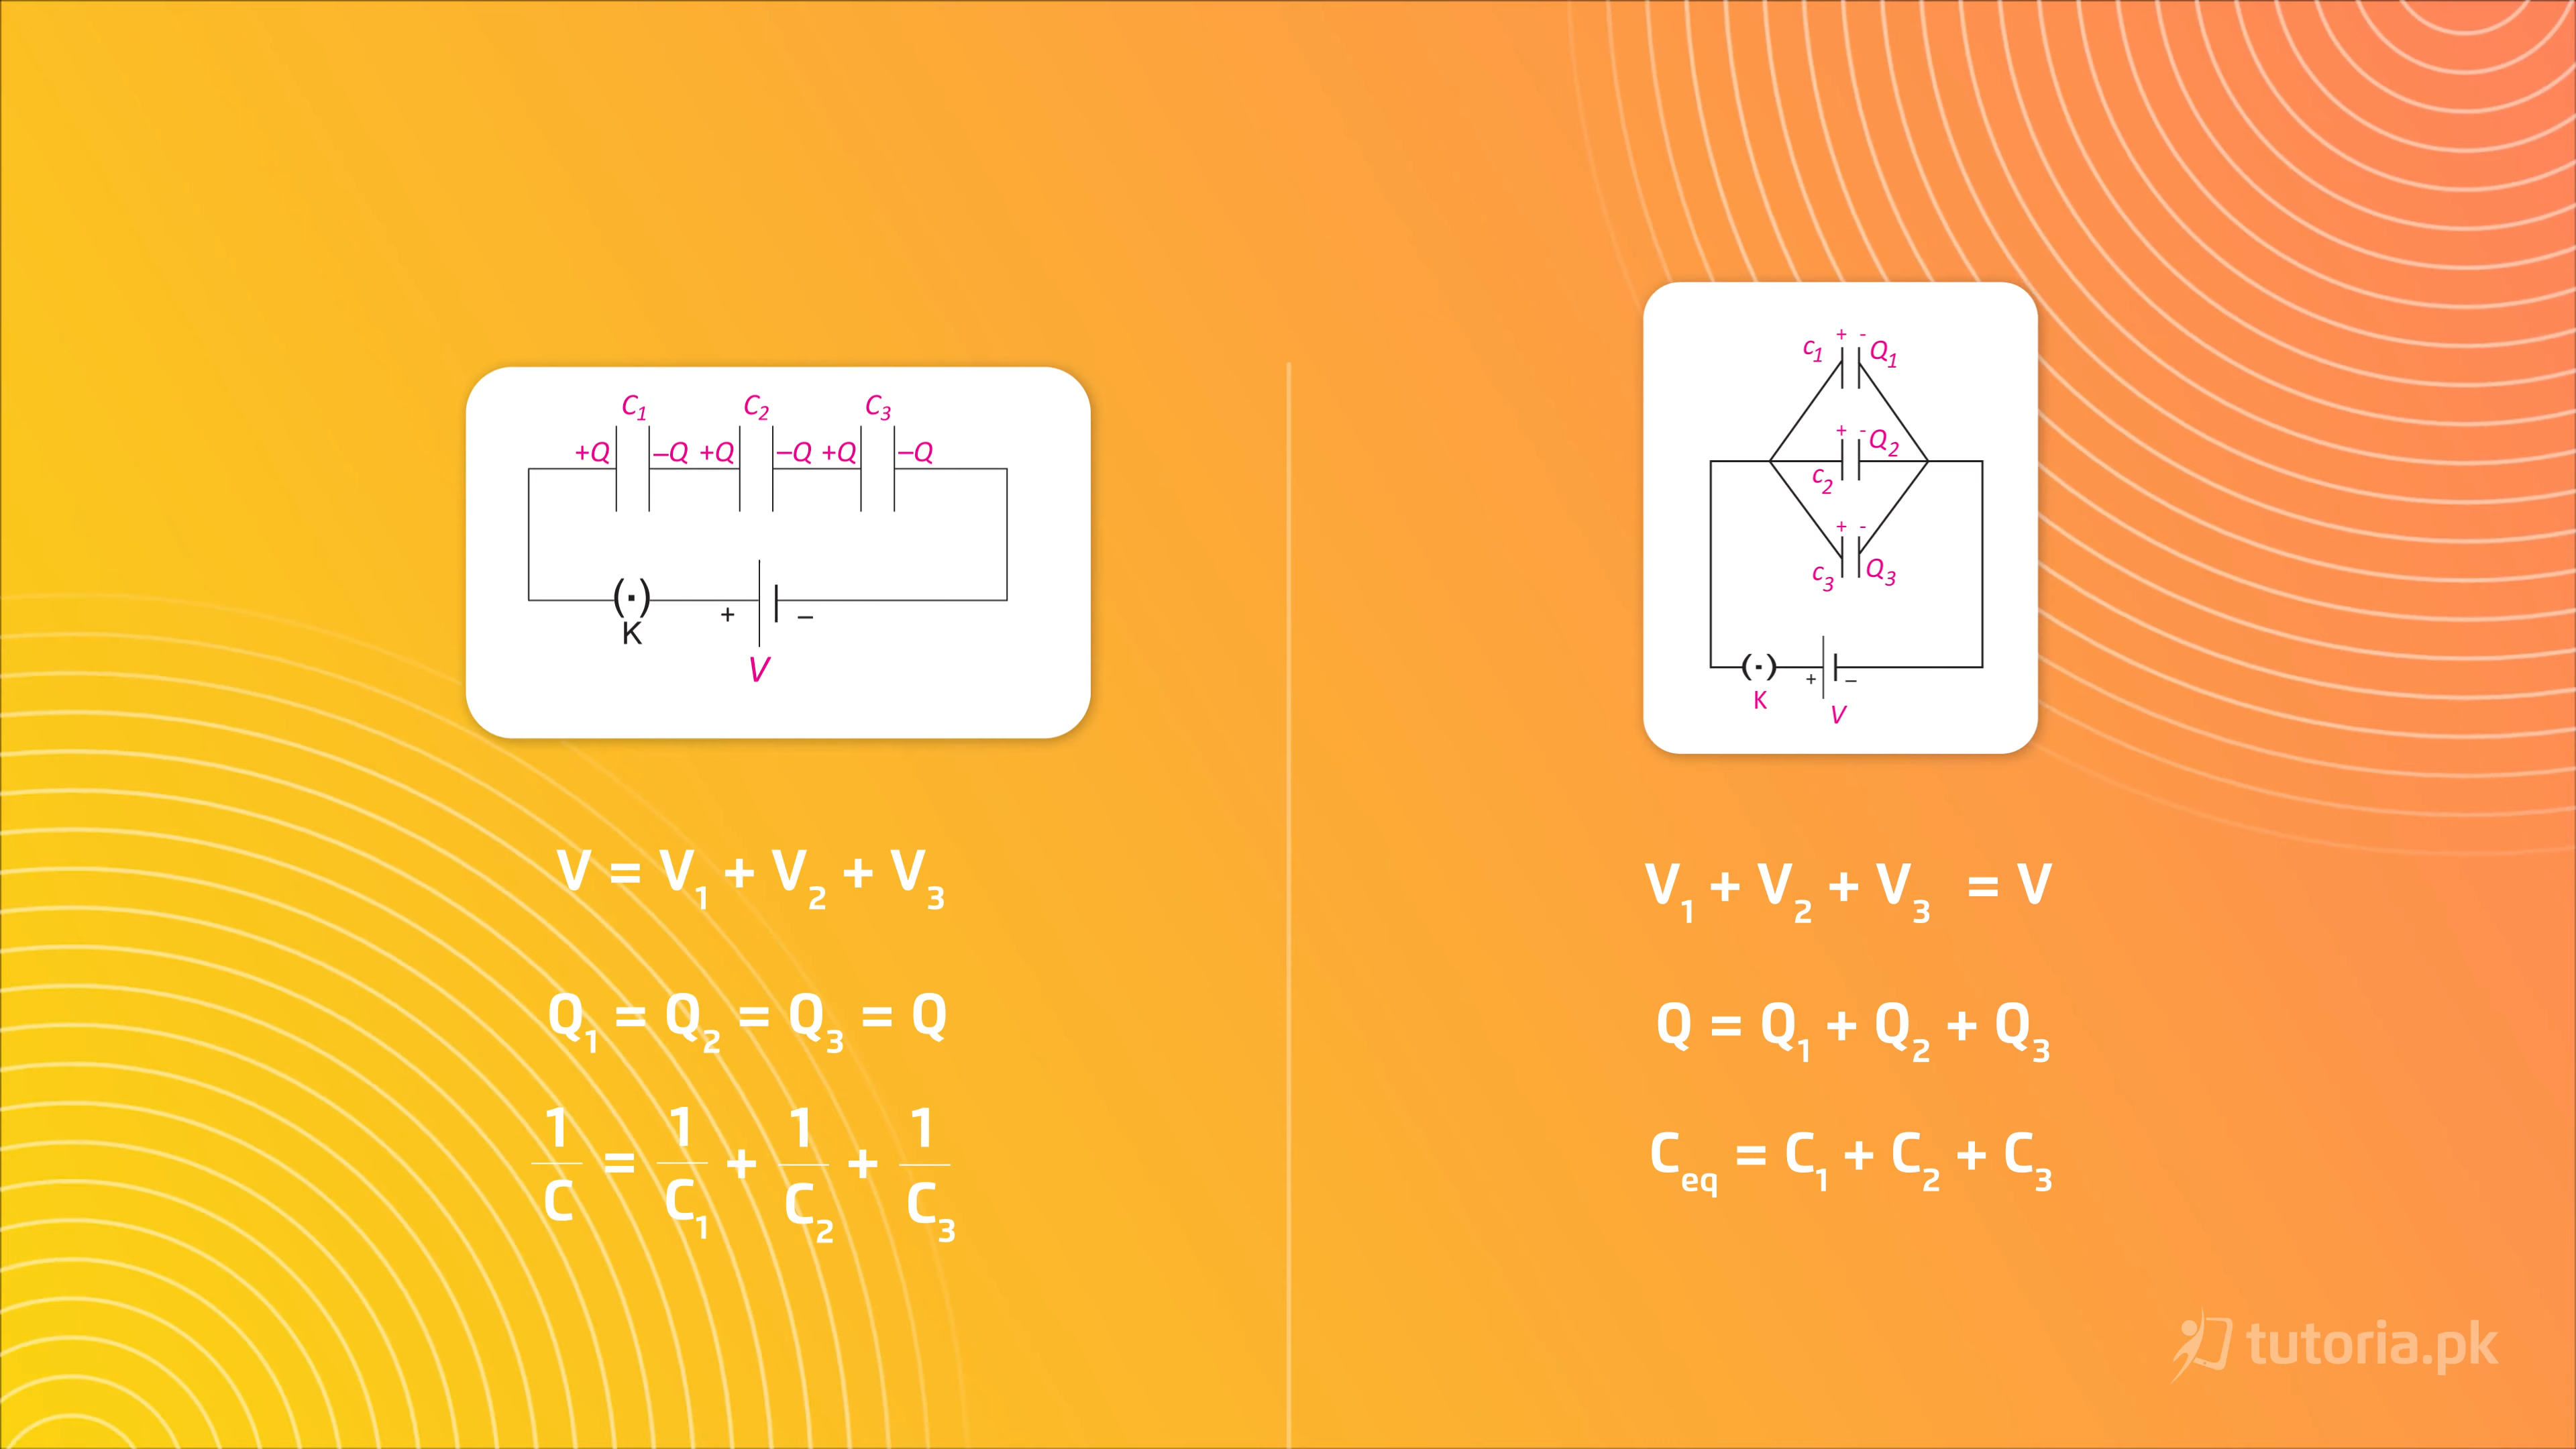 C1 C2 C3
+Q –Q +Q –Q +Q –Q
(·) + –
K
V
V = V1 + V2 + V3
Q1 = Q2 = Q3 = Q
1/C = 1/C1 + 1/C2 + 1/C3
+ -
c1 Q1
+ - Q2
c2
+ -
c3 Q3
(·) + –
K V
V1 + V2 + V3 = V
Q = Q1 + Q2 + Q3
Ceq = C1 + C2 + C3
tutoria.pk